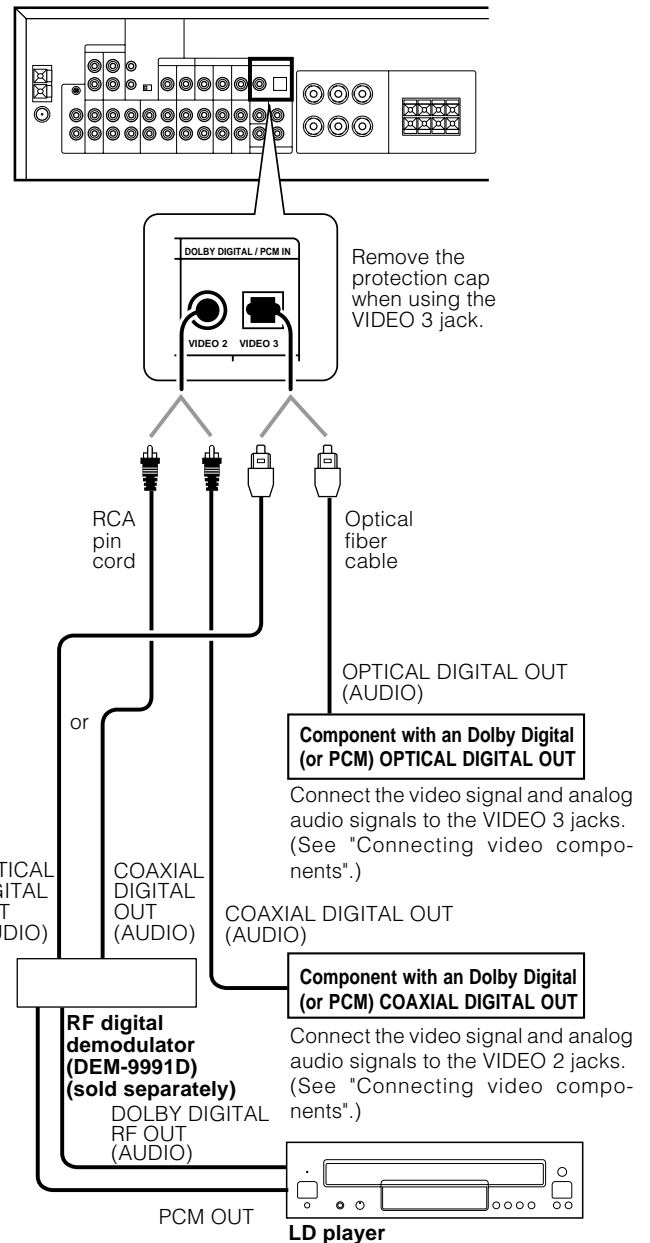 DOLBY DIGITAL / PCM IN
VIDEO 2 VIDEO 3
Remove the
protection cap
when using the
VIDEO 3 jack.
RCA
pin
cord
Optical
fiber
cable
OPTICAL DIGITAL OUT
(AUDIO)
or
Component with an Dolby Digital
(or PCM) OPTICAL DIGITAL OUT
Connect the video signal and analog
audio signals to the VIDEO 3 jacks.
(See "Connecting video compo-
nents".)
COAXIAL
DIGITAL
OUT
(AUDIO)
COAXIAL DIGITAL OUT
(AUDIO)
Component with an Dolby Digital
(or PCM) COAXIAL DIGITAL OUT
Connect the video signal and analog
audio signals to the VIDEO 2 jacks.
(See "Connecting video compo-
nents".)
RF digital
demodulator
(DEM-9991D)
(sold separately)
DOLBY DIGITAL
RF OUT
(AUDIO)
PCM OUT
LD player